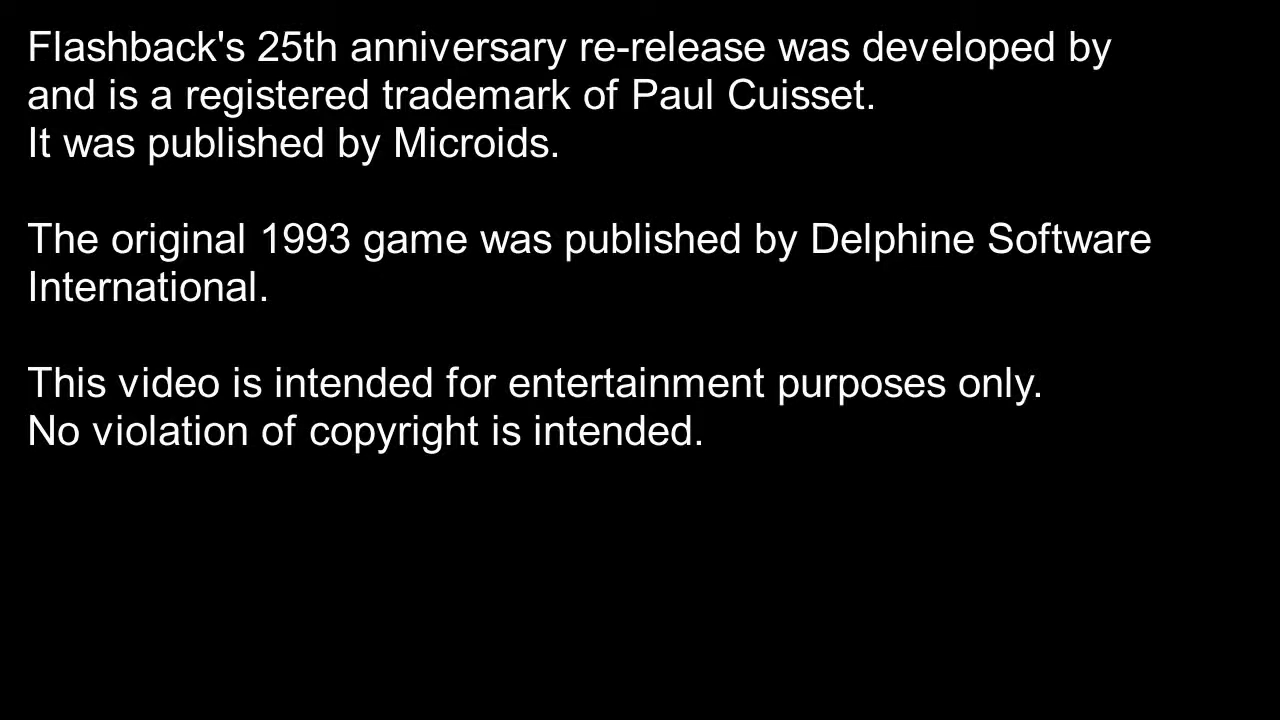 Flashback's 25th anniversary re-release was developed by
and is a registered trademark of Paul Cuisset.
It was published by Microids.
The original 1993 game was published by Delphine Software
International.
This video is intended for entertainment purposes only.
No violation of copyright is intended.